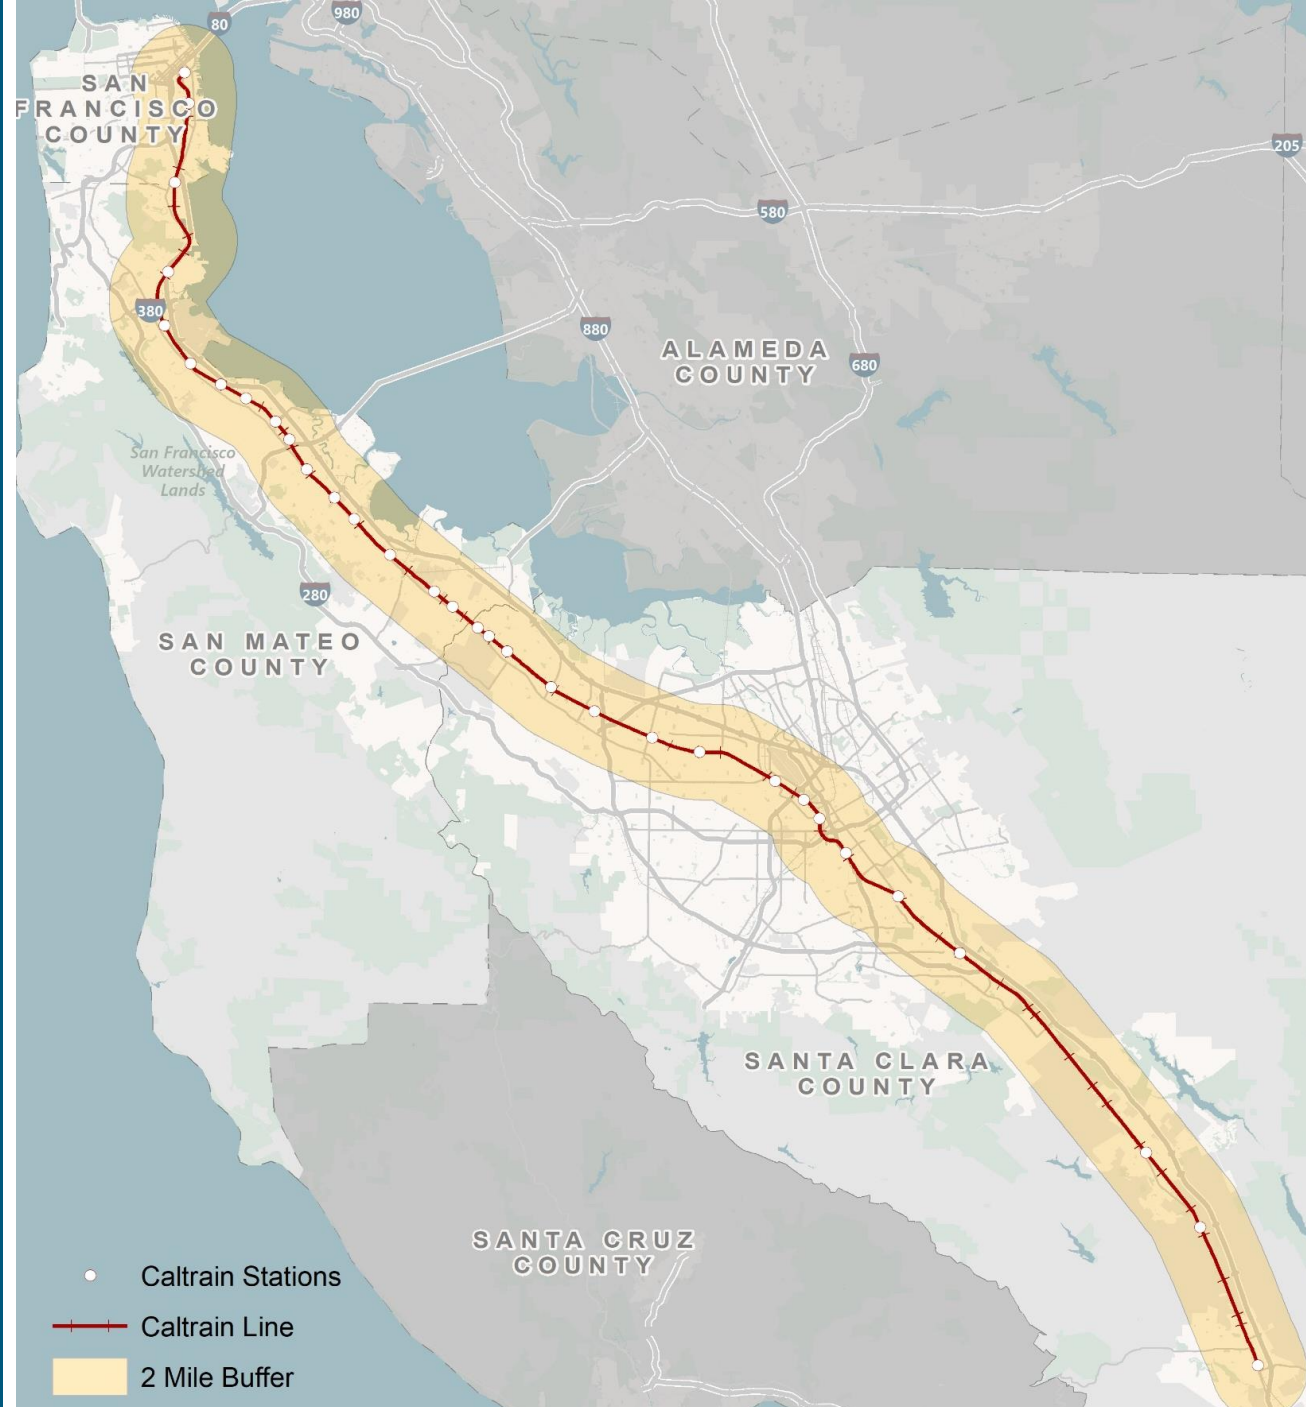 80
980
SAN
FRANCISCO
COUNTY
205
580
380
880
ALAMEDA
COUNTY
680
San Francisco
Watershed
Lands
280
SAN MATEO
COUNTY
SANTA CLARA
COUNTY
SANTA CRUZ
COUNTY
Caltrain Stations
Caltrain Line
2 Mile Buffer